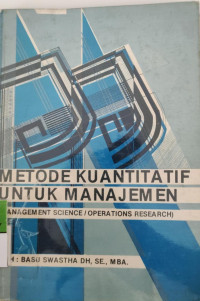 METODE KUANTITATIF
UNTUK MANAJEMEN
MANAGEMENT SCIENCE / OPERATIONS RESEARCH)
: BASU SWASTHA DH, SE., MBA.